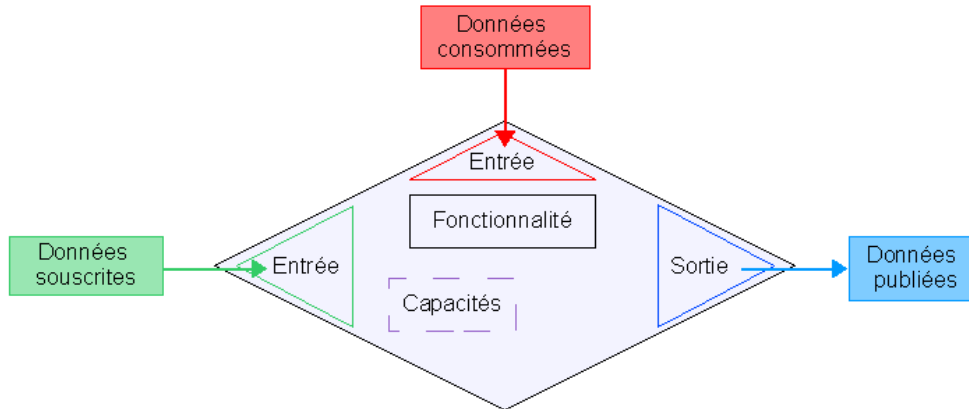 Données
consommées
Entrée
Fonctionnalité
Données
souscrites
Entrée
Sortie
Données
publiées
Capacités